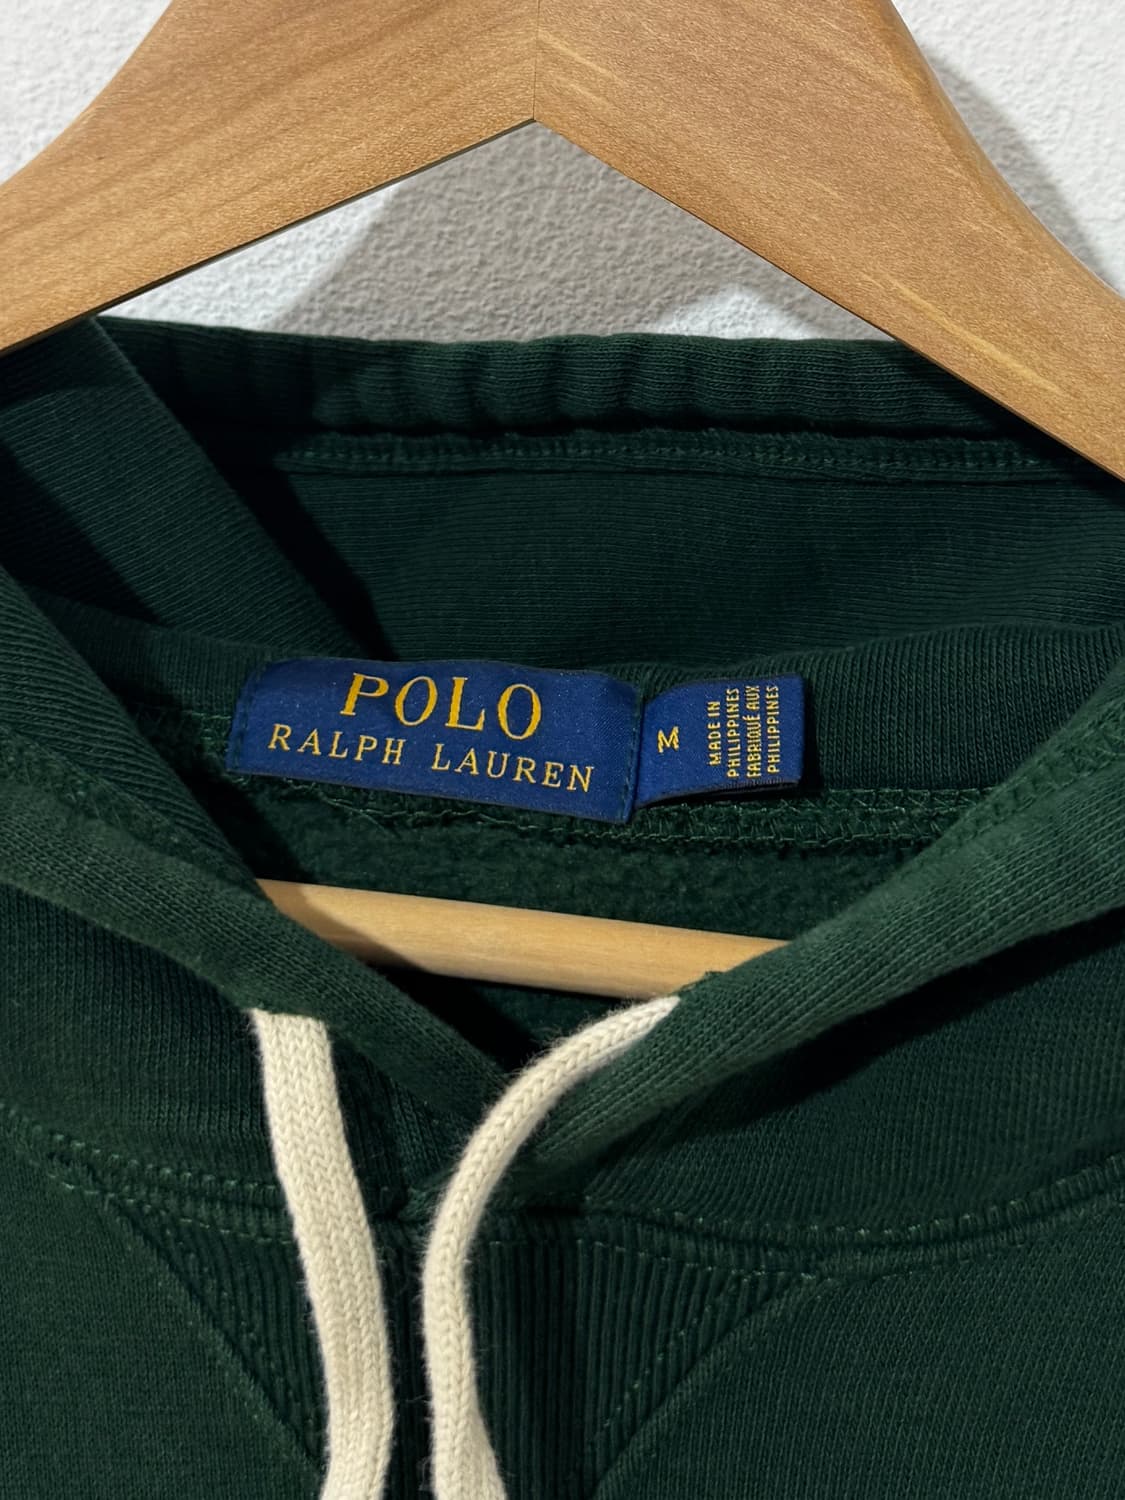 POLO
RALPH LAUREN
M
MADE IN
PHILIPPINES
FABRIQUÉ AUX
PHILIPPINES